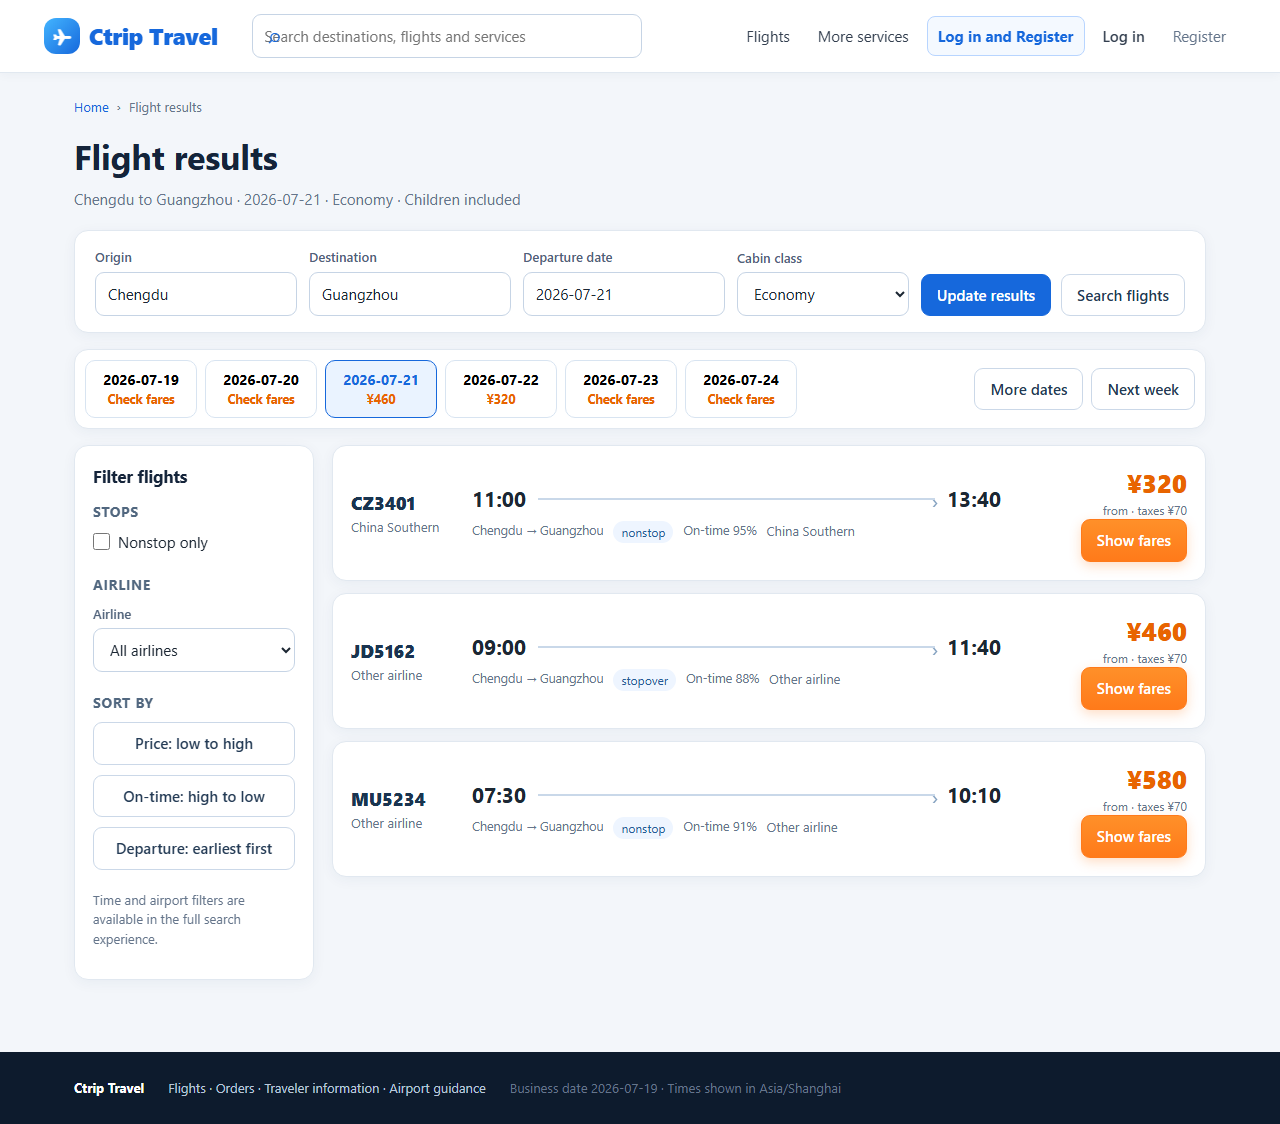 Ctrip Travel
Search destinations, flights and services
Flights
More services
Log in and Register
Log in
Register
Home › Flight results
Flight results
Chengdu to Guangzhou · 2026-07-21 · Economy · Children included
Origin
Destination
Departure date
Cabin class
Chengdu
Guangzhou
2026-07-21
Economy
Update results
Search flights
2026-07-19
Check fares
2026-07-20
Check fares
2026-07-21
¥460
2026-07-22
¥320
2026-07-23
Check fares
2026-07-24
Check fares
More dates
Next week
Filter flights
STOPS
Nonstop only
AIRLINE
Airline
All airlines
SORT BY
Price: low to high
On-time: high to low
Departure: earliest first
Time and airport filters are
available in the full search
experience.
CZ3401
China Southern
11:00
13:40
Chengdu → Guangzhou nonstop On-time 95% China Southern
¥320
from · taxes ¥70
Show fares
JD5162
Other airline
09:00
11:40
Chengdu → Guangzhou stopover On-time 88% Other airline
¥460
from · taxes ¥70
Show fares
MU5234
Other airline
07:30
10:10
Chengdu → Guangzhou nonstop On-time 91% Other airline
¥580
from · taxes ¥70
Show fares
Ctrip Travel
Flights · Orders · Traveler information · Airport guidance
Business date 2026-07-19 · Times shown in Asia/Shanghai